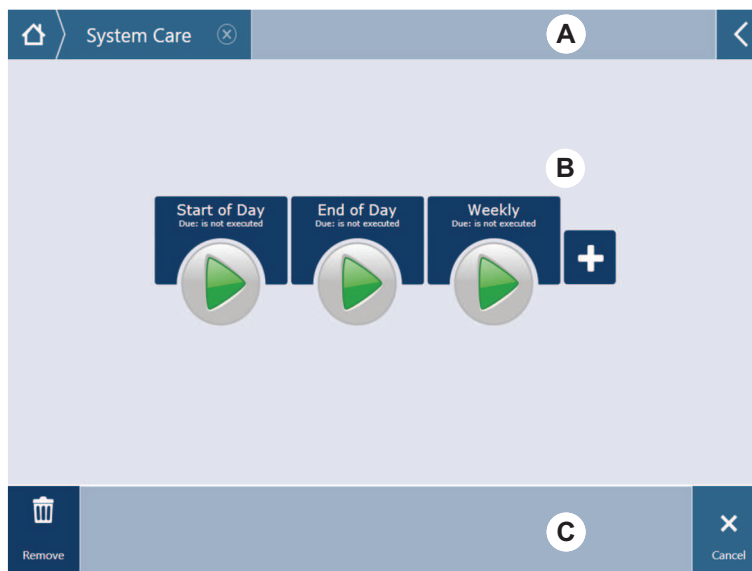 System Care
A
B
Start of Day
Due: is not executed
End of Day
Due: is not executed
Weekly
Due: is not executed
C
Remove
Cancel